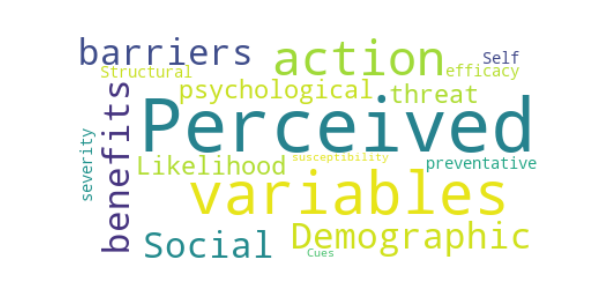 barriers action Self
Structural efficacy
psychological threat
benefits Perceived
severity Likelihood susceptibility preventative
variables
Social Demographic
Cues